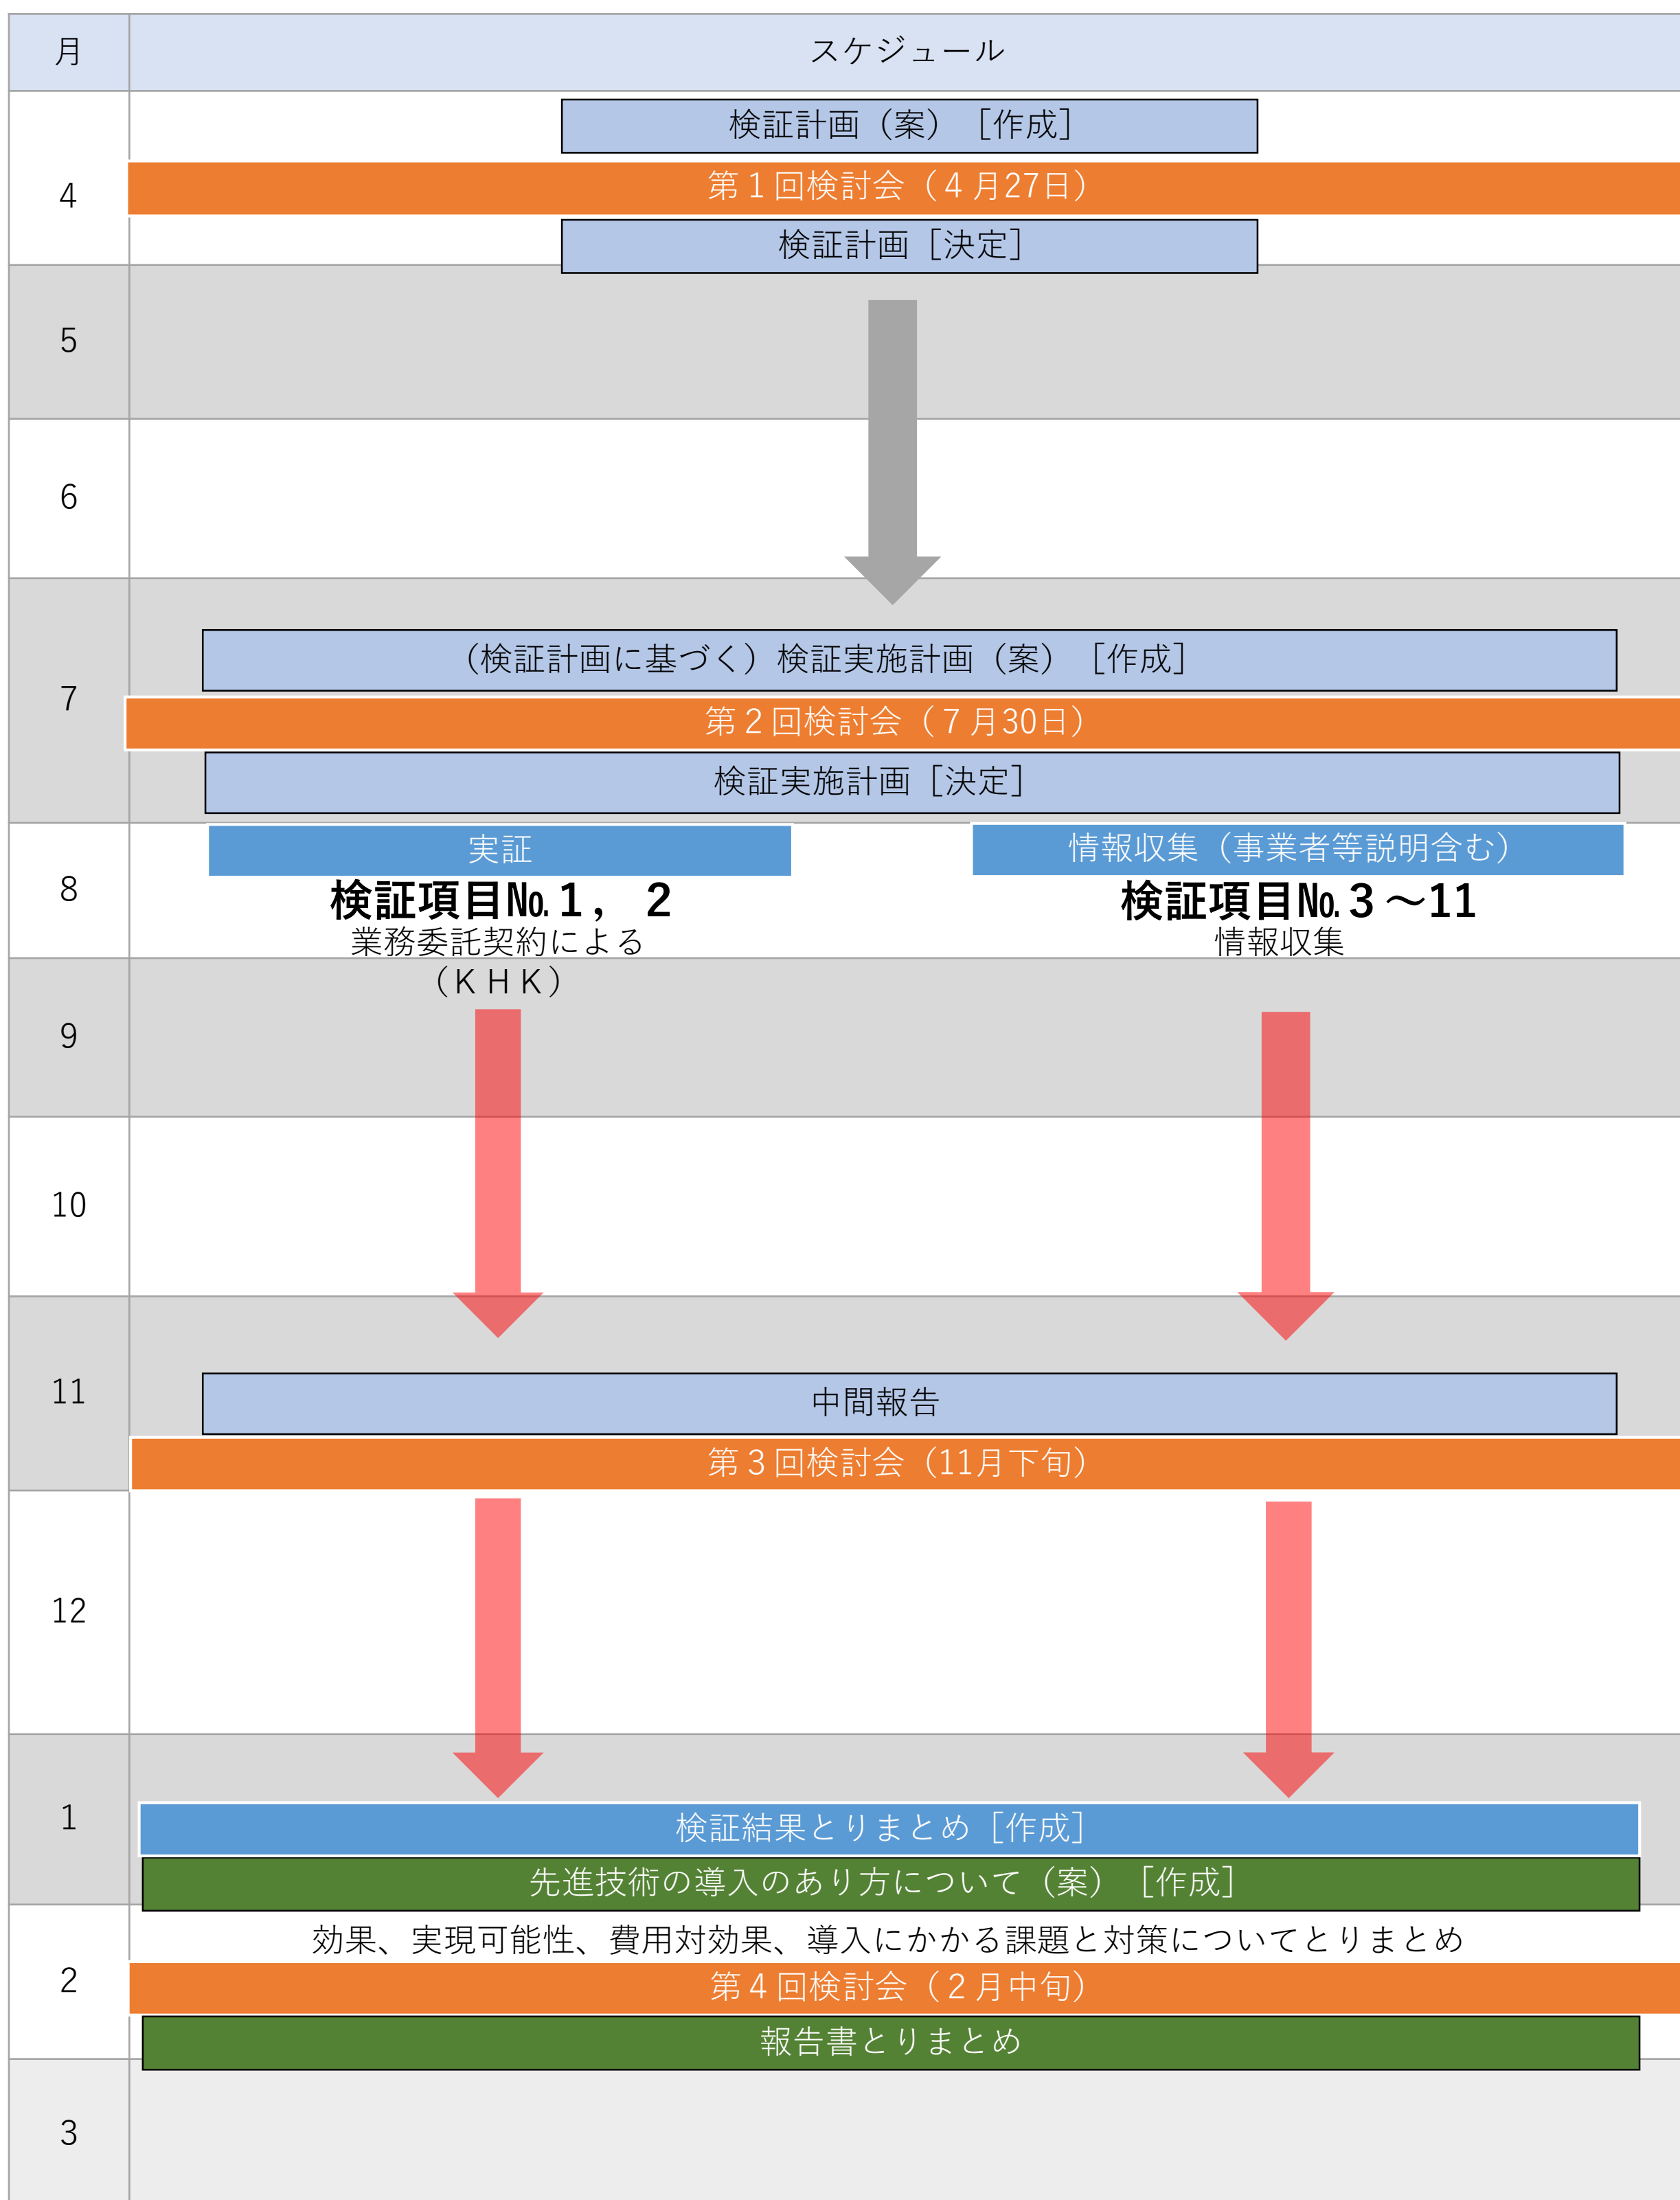 月
スケジュール
検証計画（案）［作成］
4
第１回検討会（４月27日）
検証計画［決定］
5
6
（検証計画に基づく）検証実施計画（案）［作成］
7
第２回検討会（７月30日）
検証実施計画［決定］
8
実証
情報収集（事業者等説明含む）
検証項目№１，２
検証項目№３～11
業務委託契約による
情報収集
（ＫＨＫ）
9
10
11
中間報告
第３回検討会（11月下旬）
12
1
検証結果とりまとめ［作成］
先進技術の導入のあり方について（案）［作成］
効果、実現可能性、費用対効果、導入にかかる課題と対策についてとりまとめ
2
第４回検討会（２月中旬）
報告書とりまとめ
3